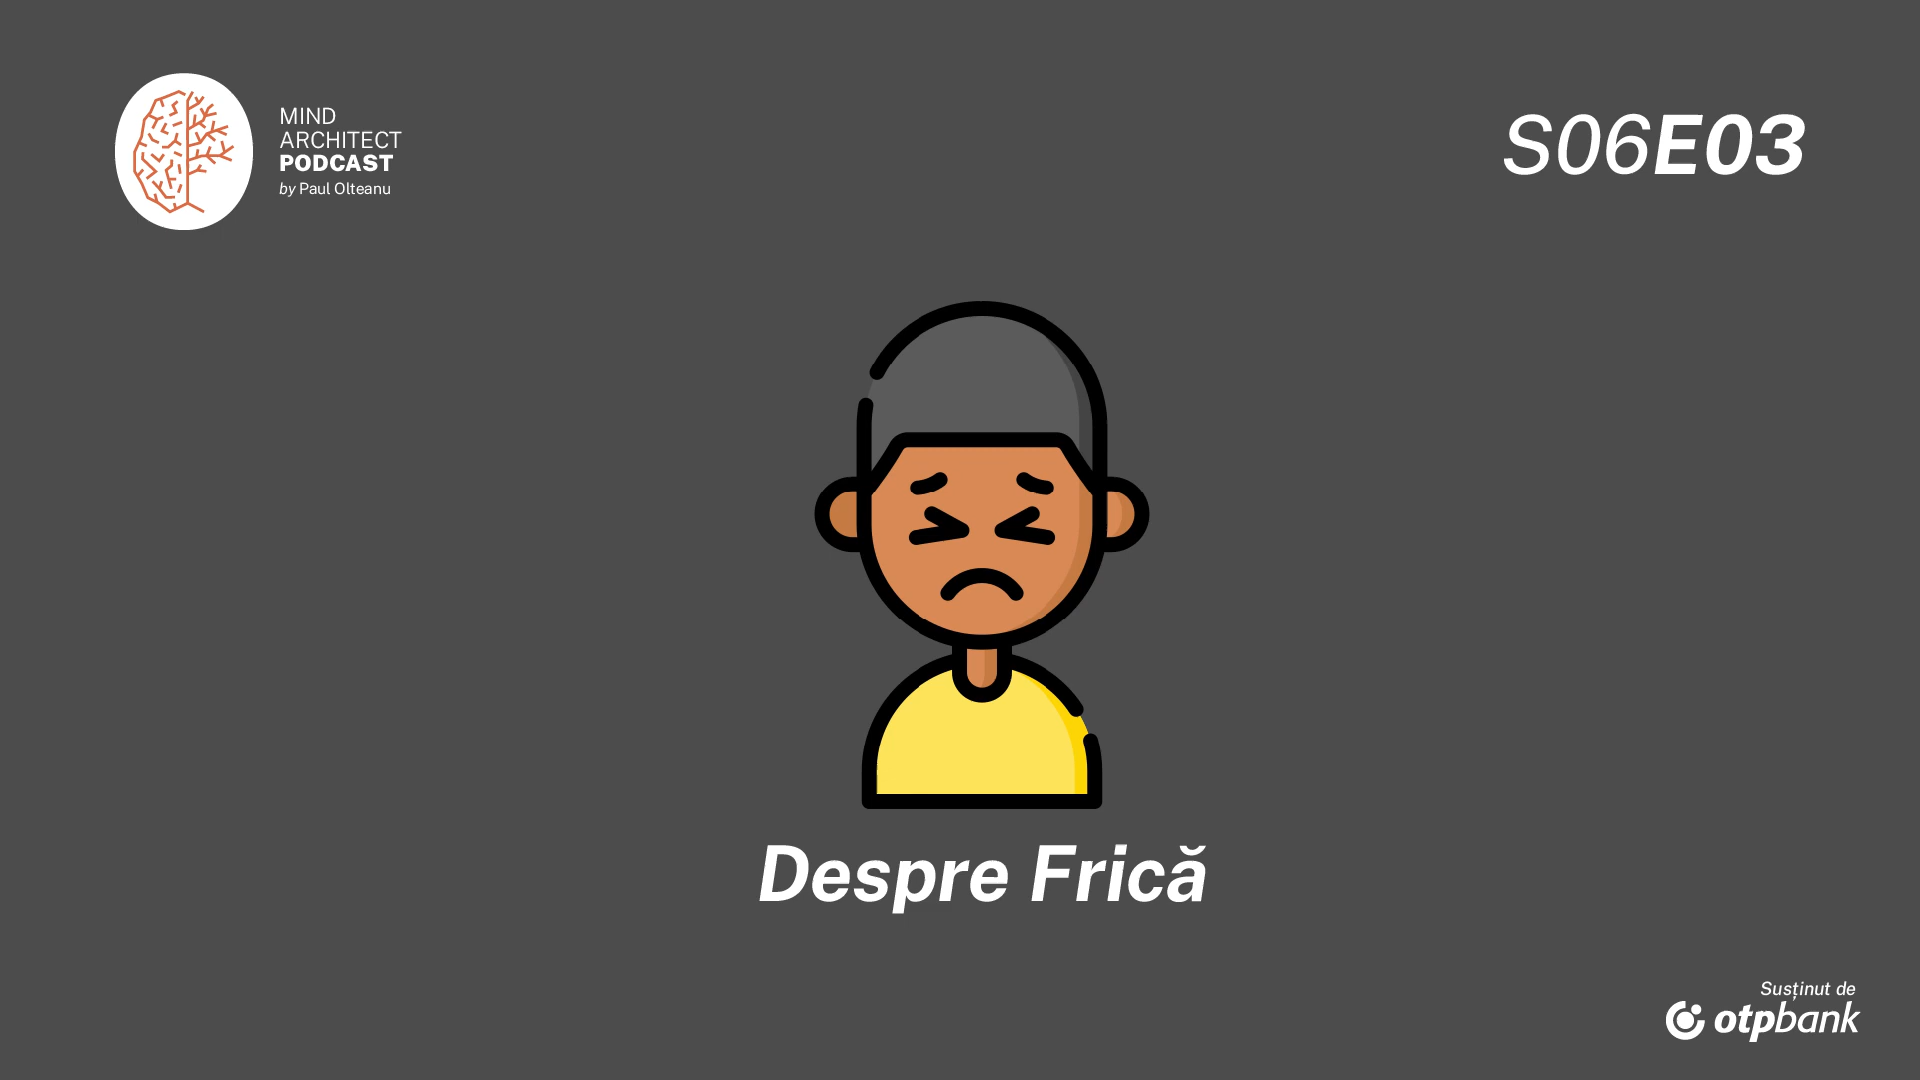 MIND
ARCHITECT
PODCAST
by Paul Olteanu
S06E03
Despre Frică
Susținut de
otpbank